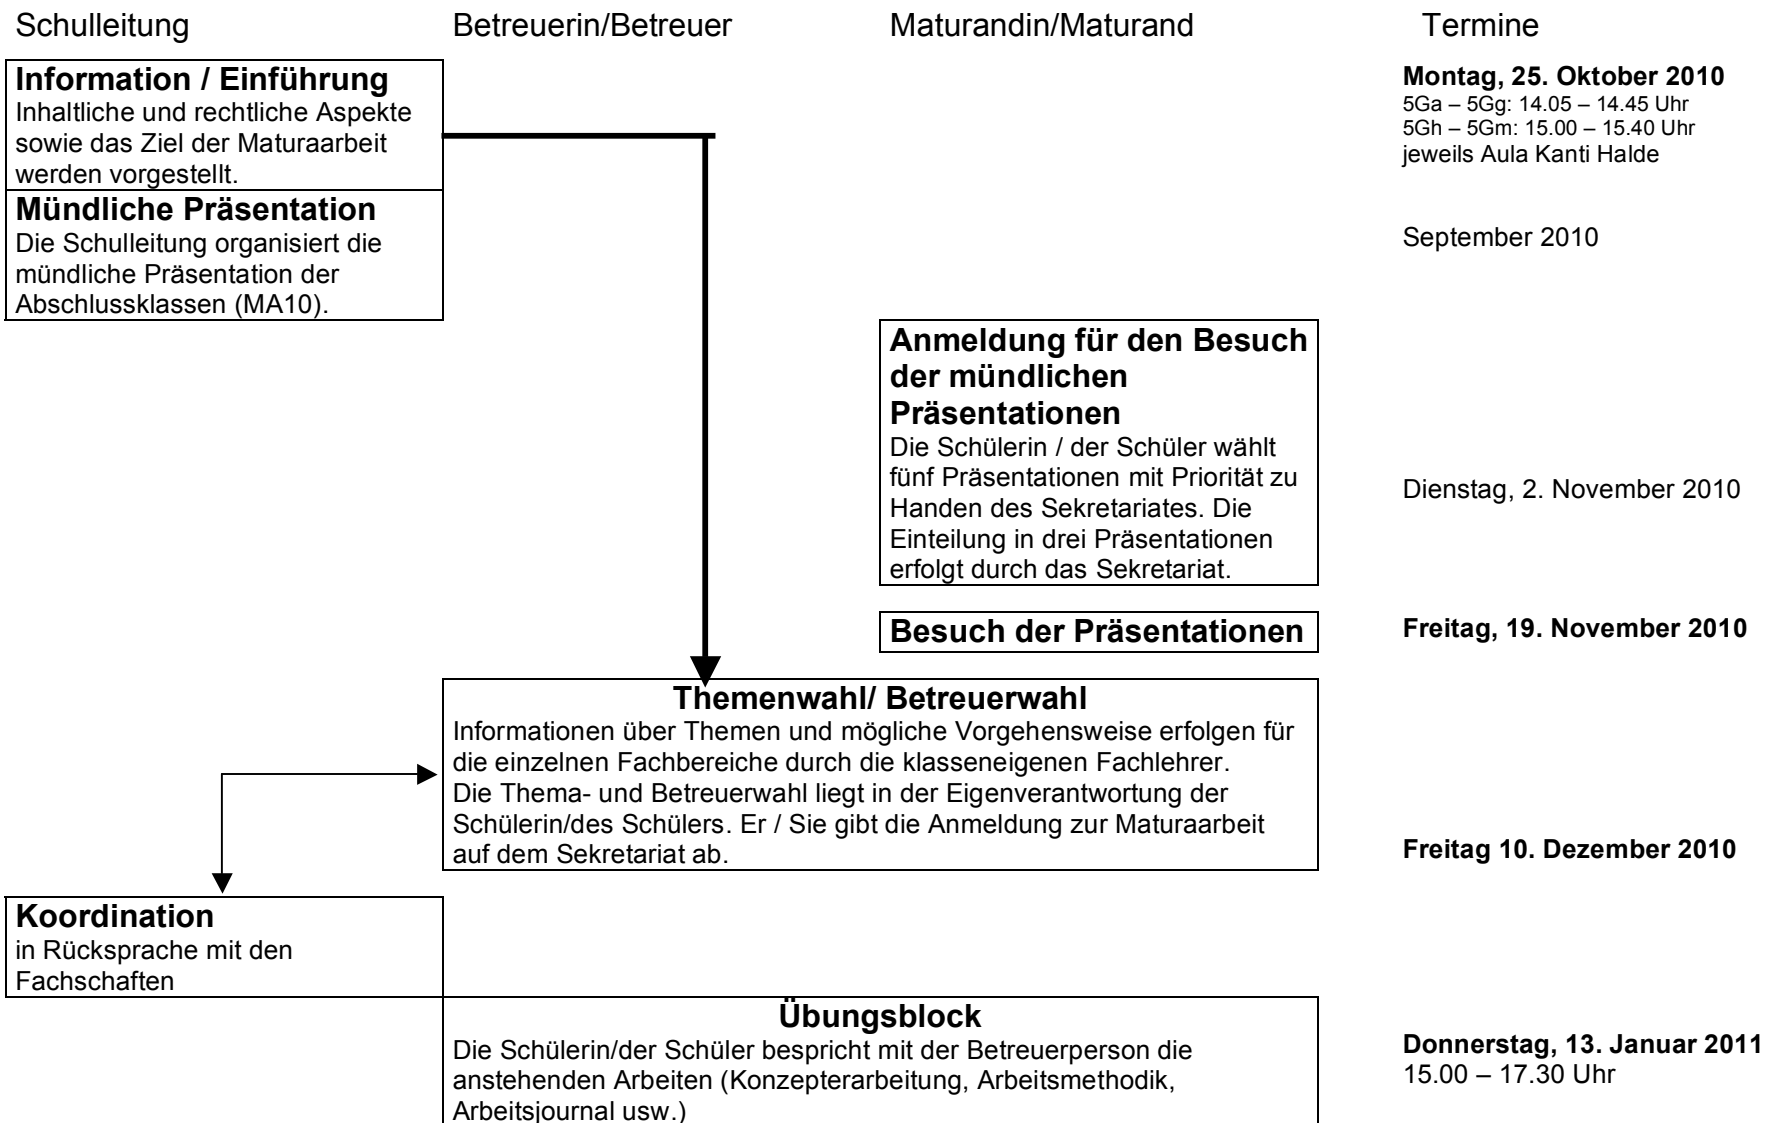 Schulleitung
Betreuerin/Betreuer
Maturandin/Maturand
Termine
Information / Einführung
Inhaltliche und rechtliche Aspekte
sowie das Ziel der Maturaarbeit
werden vorgestellt.
Montag, 25. Oktober 2010
5Ga – 5Gg: 14.05 – 14.45 Uhr
5Gh – 5Gm: 15.00 – 15.40 Uhr
jeweils Aula Kanti Halde
Mündliche Präsentation
Die Schulleitung organisiert die
mündliche Präsentation der
Abschlussklassen (MA10).
September 2010
Anmeldung für den Besuch
der mündlichen
Präsentationen
Die Schülerin / der Schüler wählt
fünf Präsentationen mit Priorität zu
Handen des Sekretariates. Die
Einteilung in drei Präsentationen
erfolgt durch das Sekretariat.
Dienstag, 2. November 2010
Besuch der Präsentationen
Freitag, 19. November 2010
Themenwahl/ Betreuerwahl
Informationen über Themen und mögliche Vorgehensweise erfolgen für
die einzelnen Fachbereiche durch die klasseneigenen Fachlehrer.
Die Thema- und Betreuerwahl liegt in der Eigenverantwortung der
Schülerin/des Schülers. Er / Sie gibt die Anmeldung zur Maturaarbeit
auf dem Sekretariat ab.
Freitag 10. Dezember 2010
Koordination
in Rücksprache mit den
Fachschaften
Übungsblock
Die Schülerin/der Schüler bespricht mit der Betreuerperson die
anstehenden Arbeiten (Konzepterarbeitung, Arbeitsmethodik,
Arbeitsjournal usw.)
Donnerstag, 13. Januar 2011
15.00 – 17.30 Uhr